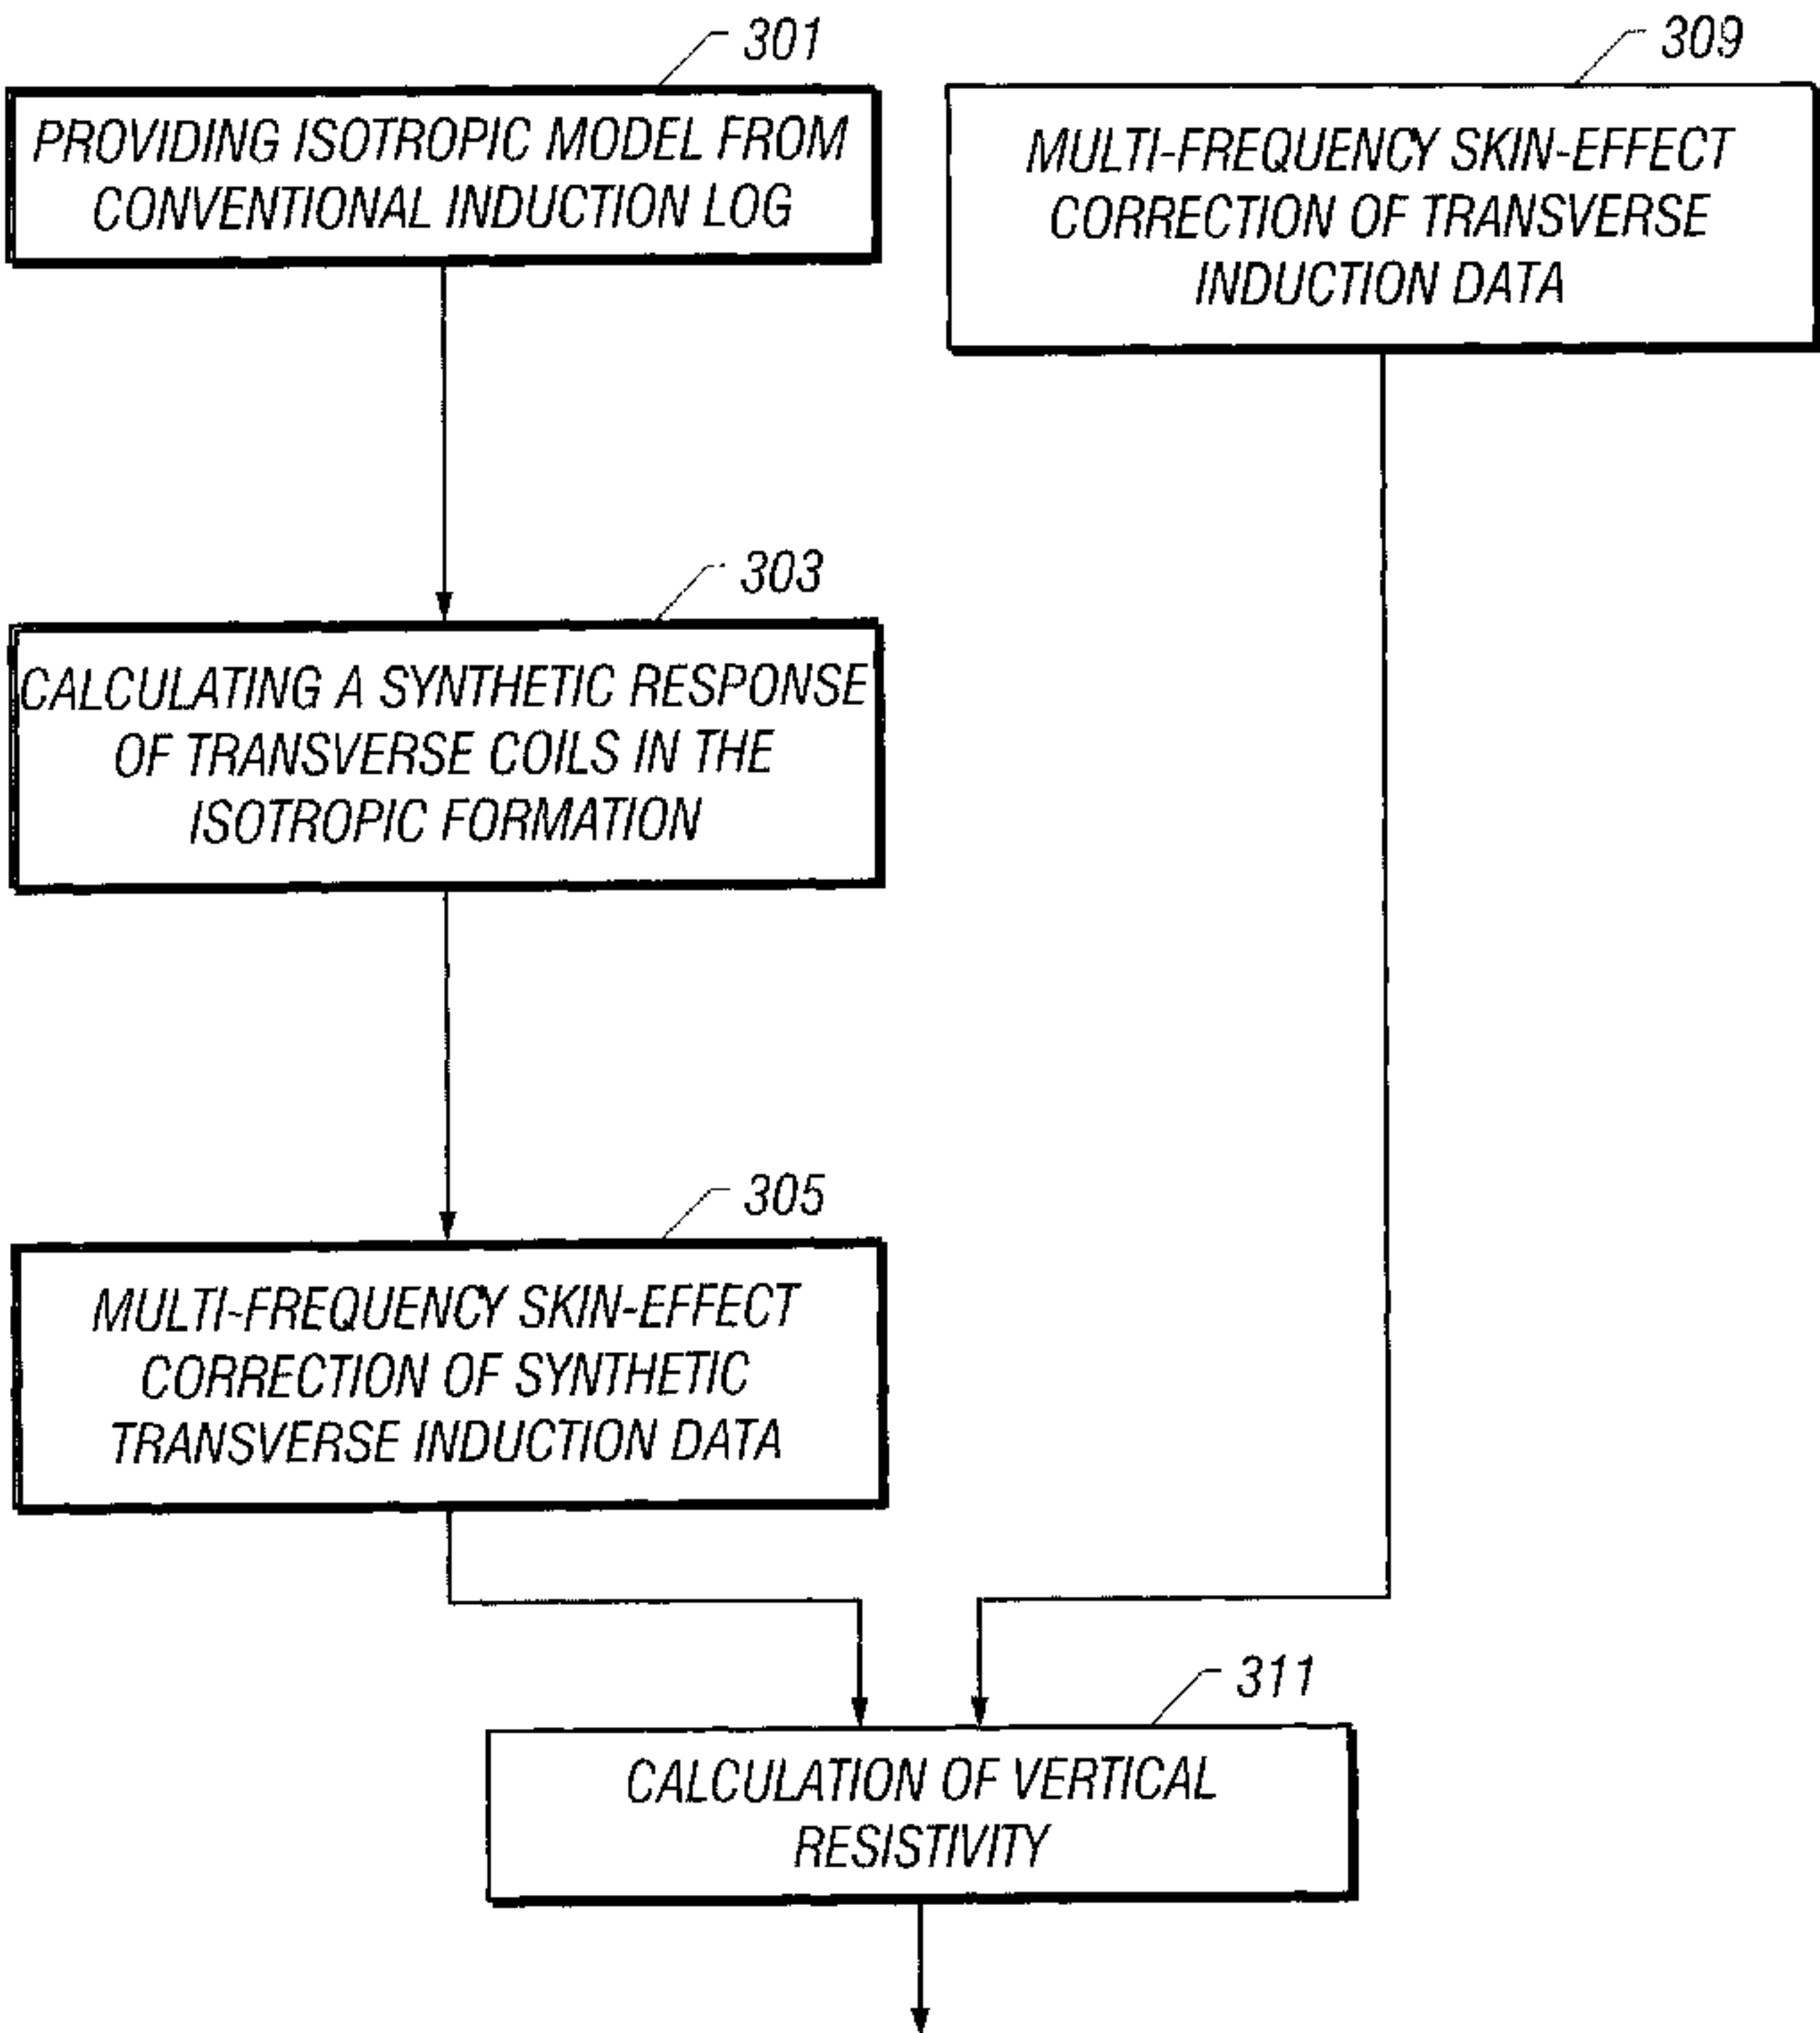 301
PROVIDING ISOTROPIC MODEL FROM
CONVENTIONAL INDUCTION LOG
309
MULTI-FREQUENCY SKIN-EFFECT
CORRECTION OF TRANSVERSE
INDUCTION DATA
303
CALCULATING A SYNTHETIC RESPONSE
OF TRANSVERSE COILS IN THE
ISOTROPIC FORMATION
305
MULTI-FREQUENCY SKIN-EFFECT
CORRECTION OF SYNTHETIC
TRANSVERSE INDUCTION DATA
311
CALCULATION OF VERTICAL
RESISTIVITY